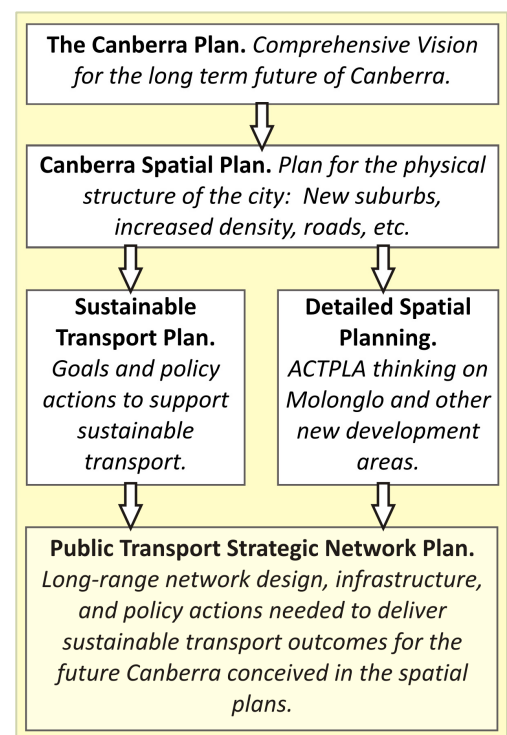 The Canberra Plan. Comprehensive Vision
for the long term future of Canberra.
Canberra Spatial Plan. Plan for the physical
structure of the city: New suburbs,
increased density, roads, etc.
Sustainable
Transport Plan.
Goals and policy
actions to support
sustainable
transport.
Detailed Spatial
Planning.
ACTPLA thinking on
Molonglo and other
new development
areas.
Public Transport Strategic Network Plan.
Long-range network design, infrastructure,
and policy actions needed to deliver
sustainable transport outcomes for the
future Canberra conceived in the spatial
plans.